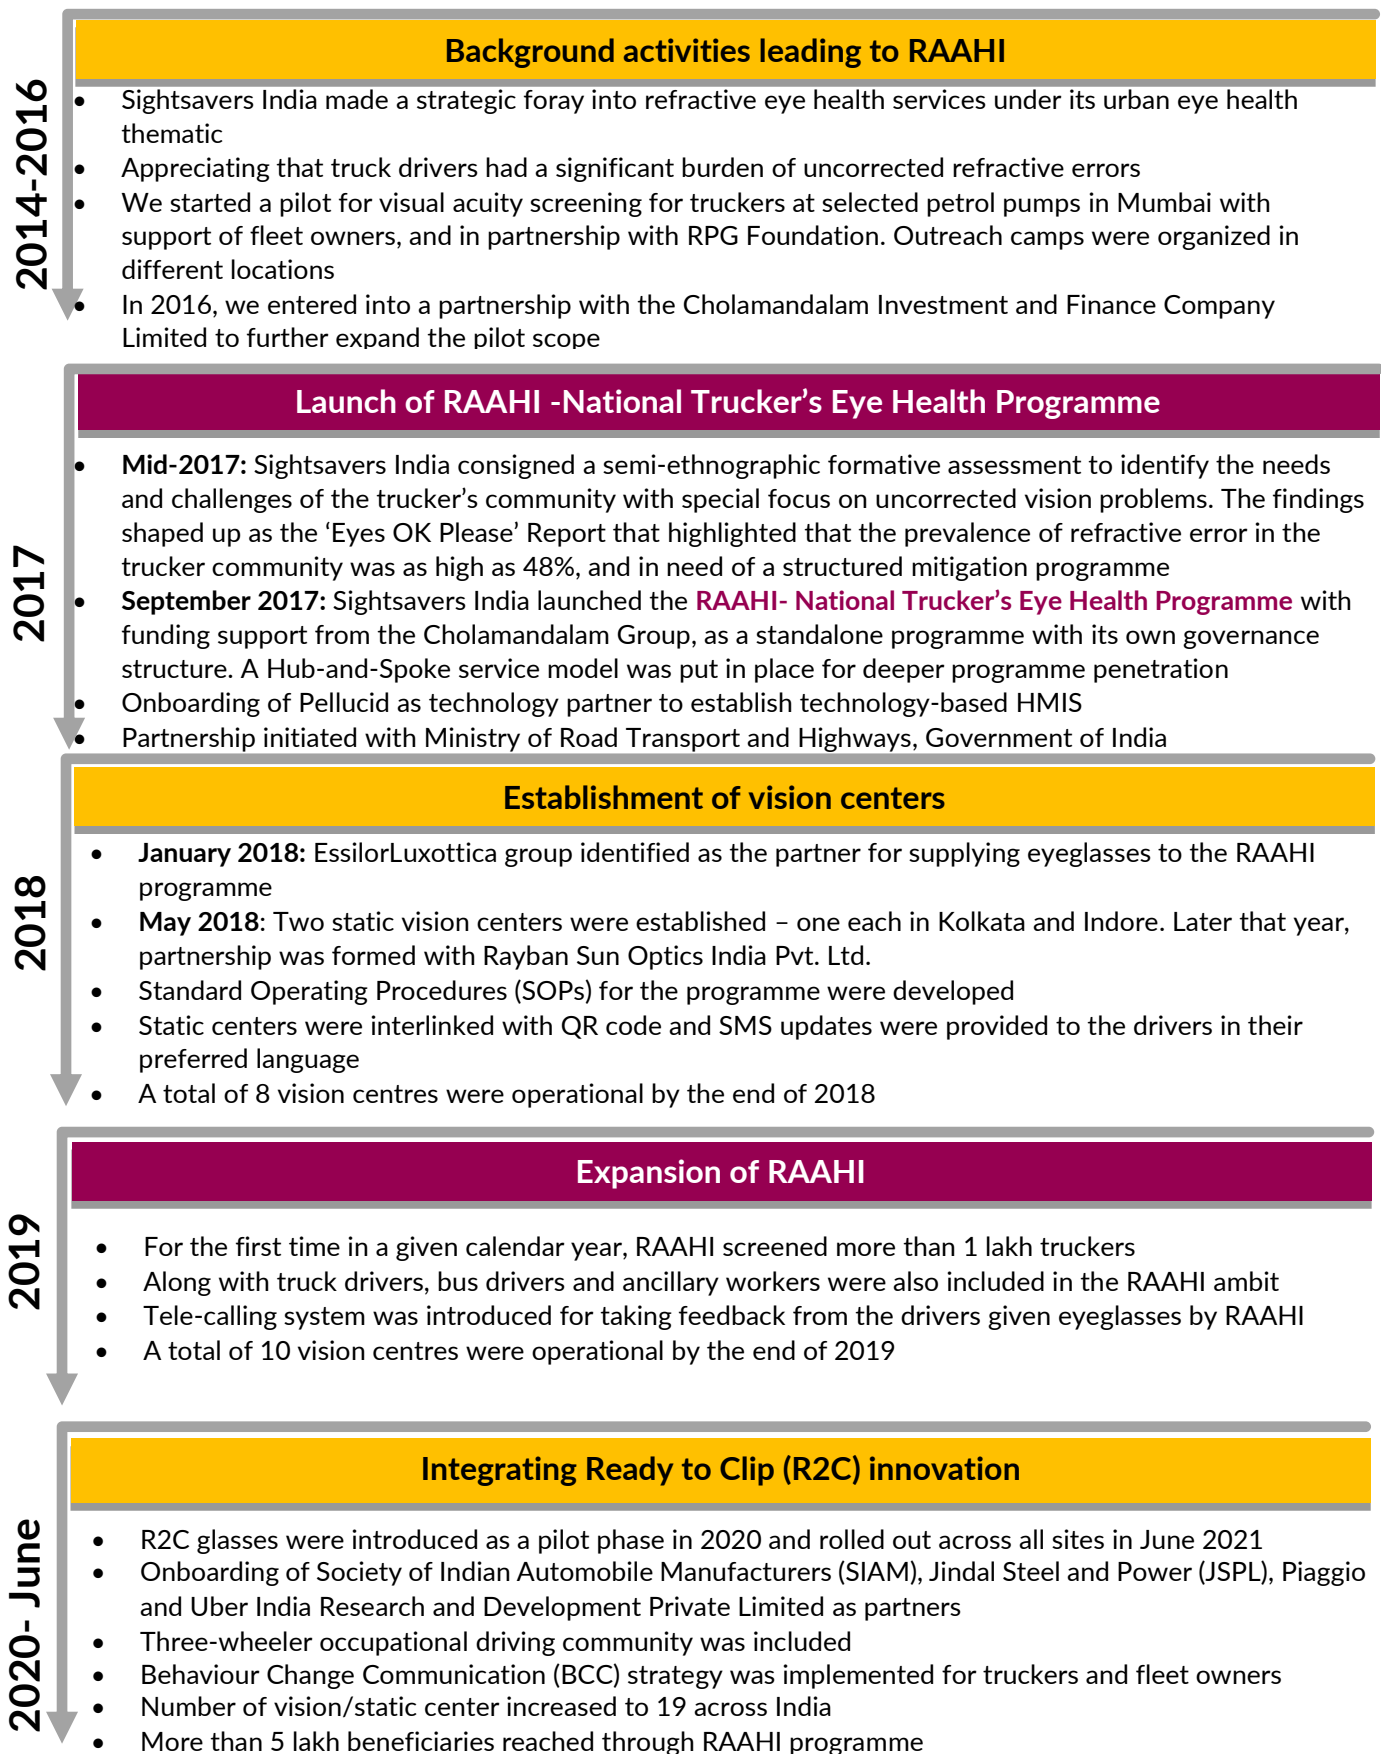 Background activities leading to RAAHI
2014-2016
• Sightsavers India made a strategic foray into refractive eye health services under its urban eye health
thematic
• Appreciating that truck drivers had a significant burden of uncorrected refractive errors
• We started a pilot for visual acuity screening for truckers at selected petrol pumps in Mumbai with
support of fleet owners, and in partnership with RPG Foundation. Outreach camps were organized in
different locations
• In 2016, we entered into a partnership with the Cholamandalam Investment and Finance Company
Limited to further expand the pilot scope
Launch of RAAHI -National Trucker’s Eye Health Programme
2017
• Mid-2017: Sightsavers India consigned a semi-ethnographic formative assessment to identify the needs
and challenges of the trucker’s community with special focus on uncorrected vision problems. The findings
shaped up as the ‘Eyes OK Please’ Report that highlighted that the prevalence of refractive error in the
trucker community was as high as 48%, and in need of a structured mitigation programme
• September 2017: Sightsavers India launched the RAAHI- National Trucker’s Eye Health Programme with
funding support from the Cholamandalam Group, as a standalone programme with its own governance
structure. A Hub-and-Spoke service model was put in place for deeper programme penetration
• Onboarding of Pellucid as technology partner to establish technology-based HMIS
• Partnership initiated with Ministry of Road Transport and Highways, Government of India
Establishment of vision centers
2018
• January 2018: EssilorLuxottica group identified as the partner for supplying eyeglasses to the RAAHI
programme
• May 2018: Two static vision centers were established – one each in Kolkata and Indore. Later that year,
partnership was formed with Rayban Sun Optics India Pvt. Ltd.
• Standard Operating Procedures (SOPs) for the programme were developed
• Static centers were interlinked with QR code and SMS updates were provided to the drivers in their
preferred language
• A total of 8 vision centres were operational by the end of 2018
Expansion of RAAHI
2019
• For the first time in a given calendar year, RAAHI screened more than 1 lakh truckers
• Along with truck drivers, bus drivers and ancillary workers were also included in the RAAHI ambit
• Tele-calling system was introduced for taking feedback from the drivers given eyeglasses by RAAHI
• A total of 10 vision centres were operational by the end of 2019
Integrating Ready to Clip (R2C) innovation
2020- June
• R2C glasses were introduced as a pilot phase in 2020 and rolled out across all sites in June 2021
• Onboarding of Society of Indian Automobile Manufacturers (SIAM), Jindal Steel and Power (JSPL), Piaggio
and Uber India Research and Development Private Limited as partners
• Three-wheeler occupational driving community was included
• Behaviour Change Communication (BCC) strategy was implemented for truckers and fleet owners
• Number of vision/static center increased to 19 across India
• More than 5 lakh beneficiaries reached through RAAHI programme